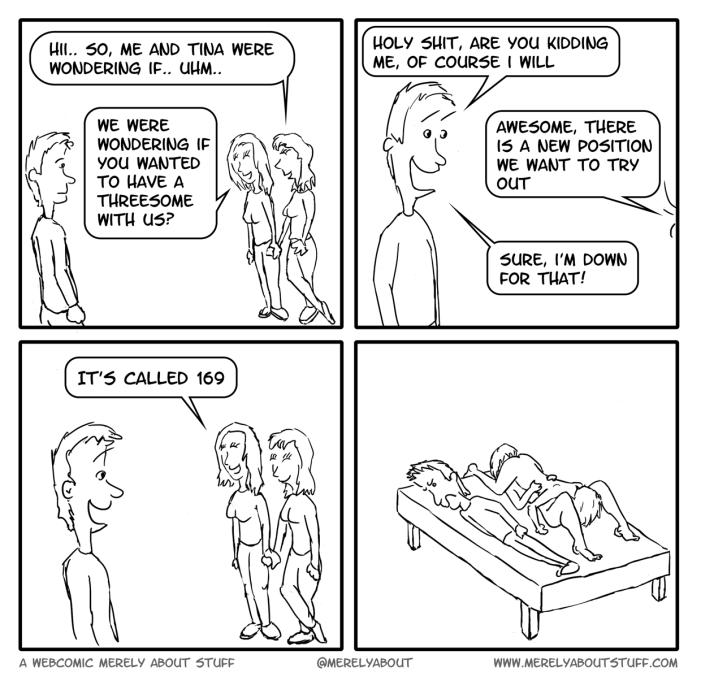 HII.. SO, ME AND TINA WERE
WONDERING IF.. UHM..
WE WERE
WONDERING IF
YOU WANTED
TO HAVE A
THREESOME
WITH US?
HOLY SHIT, ARE YOU KIDDING
ME, OF COURSE I WILL
AWESOME, THERE
IS A NEW POSITION
WE WANT TO TRY
OUT
SURE, I'M DOWN
FOR THAT!
IT'S CALLED 169
A WEBCOMIC MERELY ABOUT STUFF
@MERELYABOUT
WWW.MERELYABOUTSTUFF.COM